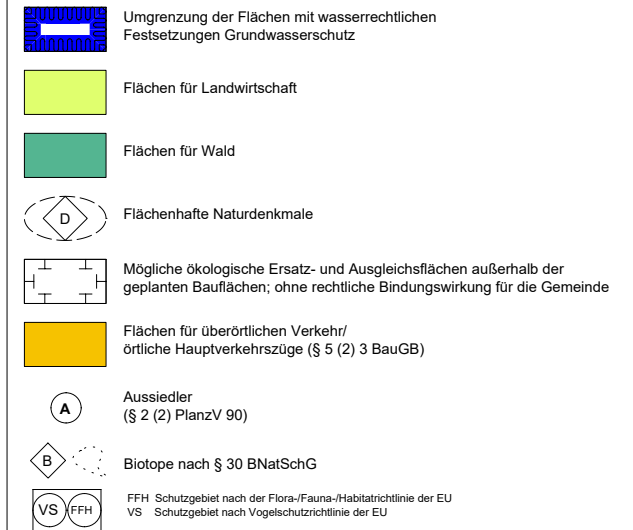 Umgrenzung der Flächen mit wasserrechtlichen
Festsetzungen Grundwasserschutz
Flächen für Landwirtschaft
Flächen für Wald
D
Flächenhafte Naturdenkmale
Mögliche ökologische Ersatz- und Ausgleichsflächen außerhalb der
geplanten Bauflächen; ohne rechtliche Bindungswirkung für die Gemeinde
Flächen für überörtlichen Verkehr/
örtliche Hauptverkehrszüge (§ 5 (2) 3 BauGB)
A
Aussiedler
(§ 2 (2) PlanzV 90)
B
Biotope nach § 30 BNatSchG
VS FFH
FFH Schutzgebiet nach der Flora-/Fauna-/Habitatrichtlinie der EU
VS Schutzgebiet nach Vogelschutzrichtlinie der EU